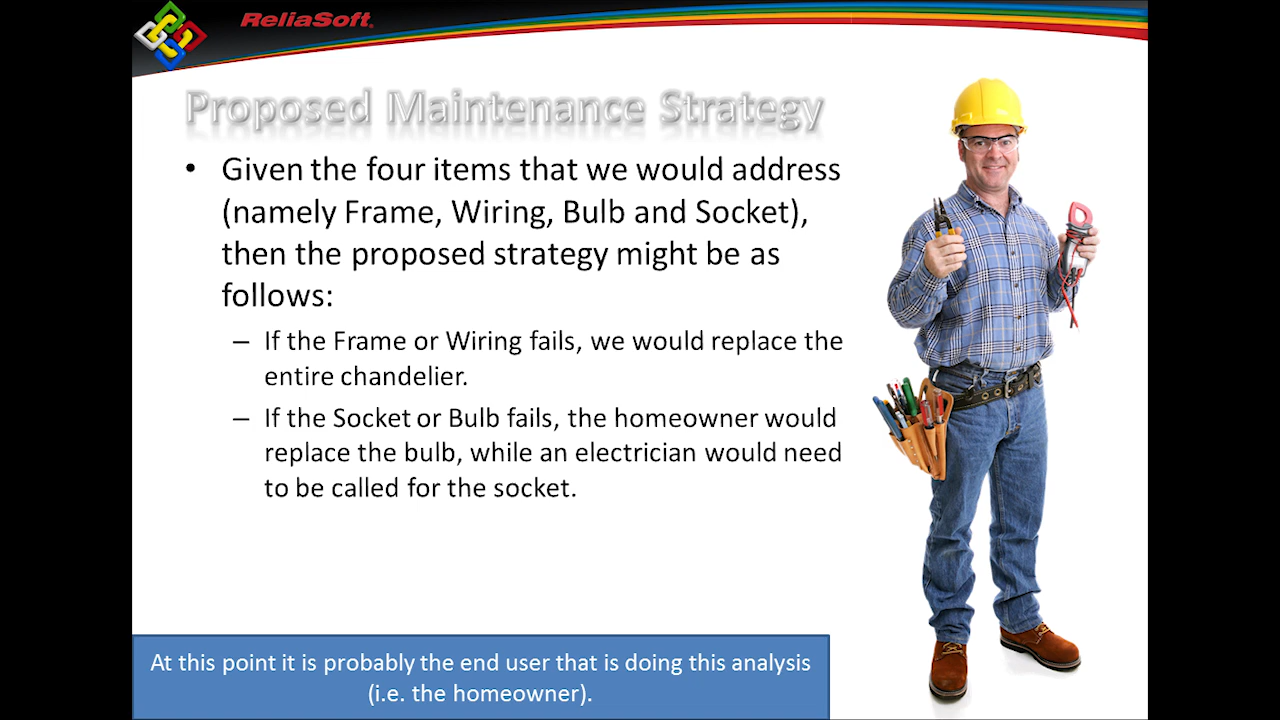 ReliaSoft.
Proposed Maintenance Strategy
• Given the four items that we would address
(namely Frame, Wiring, Bulb and Socket),
then the proposed strategy might be as
follows:
– If the Frame or Wiring fails, we would replace the
entire chandelier.
– If the Socket or Bulb fails, the homeowner would
replace the bulb, while an electrician would need
to be called for the socket.
At this point it is probably the end user that is doing this analysis
(i.e. the homeowner).